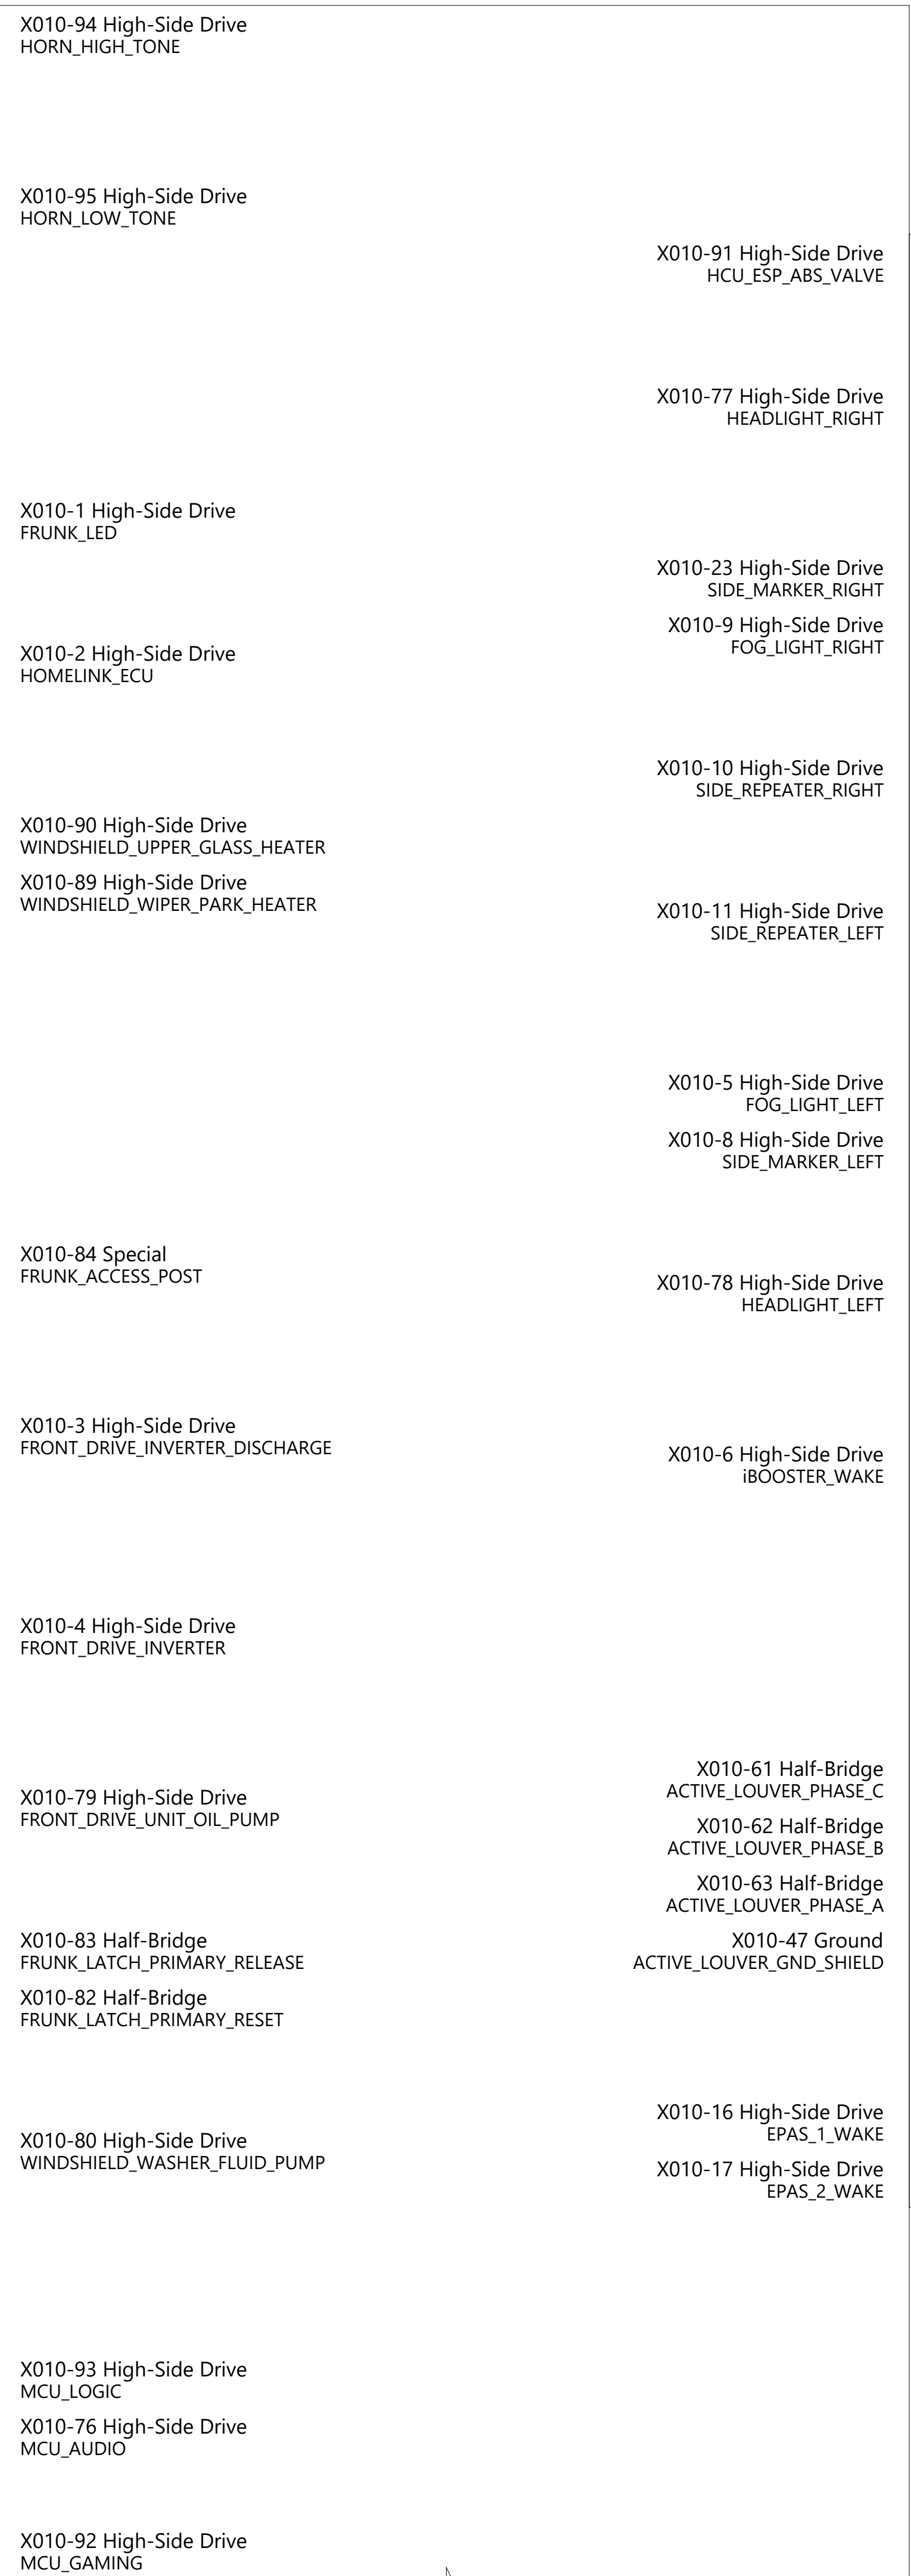 X010-94 High-Side Drive
HORN_HIGH_TONE
X010-95 High-Side Drive
HORN_LOW_TONE
X010-1 High-Side Drive
FRUNK_LED
X010-2 High-Side Drive
HOMELINK_ECU
X010-90 High-Side Drive
WINDSHIELD_UPPER_GLASS_HEATER
X010-89 High-Side Drive
WINDSHIELD_WIPER_PARK_HEATER
X010-84 Special
FRUNK_ACCESS_POST
X010-3 High-Side Drive
FRONT_DRIVE_INVERTER_DISCHARGE
X010-4 High-Side Drive
FRONT_DRIVE_INVERTER
X010-79 High-Side Drive
FRONT_DRIVE_UNIT_OIL_PUMP
X010-83 Half-Bridge
FRUNK_LATCH_PRIMARY_RELEASE
X010-82 Half-Bridge
FRUNK_LATCH_PRIMARY_RESET
X010-80 High-Side Drive
WINDSHIELD_WASHER_FLUID_PUMP
X010-93 High-Side Drive
MCU_LOGIC
X010-76 High-Side Drive
MCU_AUDIO
X010-92 High-Side Drive
MCU_GAMING
X010-91 High-Side Drive
HCU_ESP_ABS_VALVE
X010-77 High-Side Drive
HEADLIGHT_RIGHT
X010-23 High-Side Drive
SIDE_MARKER_RIGHT
X010-9 High-Side Drive
FOG_LIGHT_RIGHT
X010-10 High-Side Drive
SIDE_REPEATER_RIGHT
X010-11 High-Side Drive
SIDE_REPEATER_LEFT
X010-5 High-Side Drive
FOG_LIGHT_LEFT
X010-8 High-Side Drive
SIDE_MARKER_LEFT
X010-78 High-Side Drive
HEADLIGHT_LEFT
X010-6 High-Side Drive
iBOOSTER_WAKE
X010-61 Half-Bridge
ACTIVE_LOUVER_PHASE_C
X010-62 Half-Bridge
ACTIVE_LOUVER_PHASE_B
X010-63 Half-Bridge
ACTIVE_LOUVER_PHASE_A
X010-47 Ground
ACTIVE_LOUVER_GND_SHIELD
X010-16 High-Side Drive
EPAS_1_WAKE
X010-17 High-Side Drive
EPAS_2_WAKE